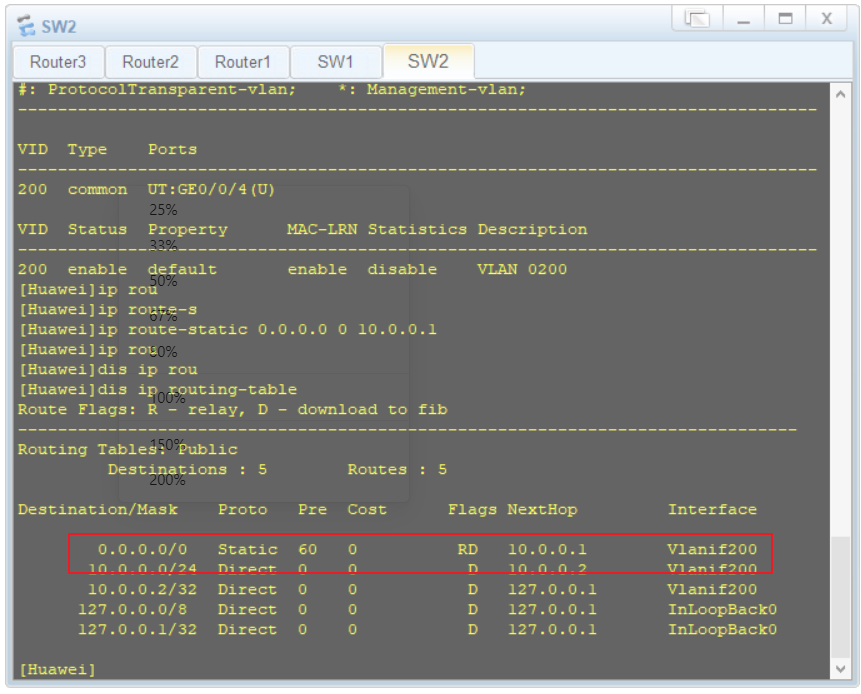 SW2
Router3 Router2 Router1 SW1 SW2
#: ProtocolTransparent-vlan;    *: Management-vlan;
--------------------------------------------------------------------------------
VID  Type    Ports
--------------------------------------------------------------------------------
200  common  UT:GE0/0/4(U)
25%
VID  Status  Property      MAC-LRN Statistics Description
33%
--------------------------------------------------------------------------------
200  enable  default       enable  disable    VLAN 0200
50%
[Huawei]ip rou
[Huawei]ip route-s
67%
[Huawei]ip route-static 0.0.0.0 0 10.0.0.1
[Huawei]ip rou
80%
[Huawei]dis ip rou
[Huawei]dis ip routing-table
100%
Route Flags: R - relay, D - download to fib
------------------------------------------------------------------------------
150%
Routing Tables: Public
         Destinations : 5        Routes : 5
200%
Destination/Mask    Proto   Pre  Cost      Flags NextHop         Interface
0.0.0.0/0   Static  60   0          RD   10.0.0.1        Vlanif200
10.0.0.0/24  Direct  0    0           D   10.0.0.2        Vlanif200
10.0.0.2/32  Direct  0    0           D   127.0.0.1       Vlanif200
127.0.0.0/8   Direct  0    0           D   127.0.0.1       InLoopBack0
127.0.0.1/32  Direct  0    0           D   127.0.0.1       InLoopBack0
[Huawei]